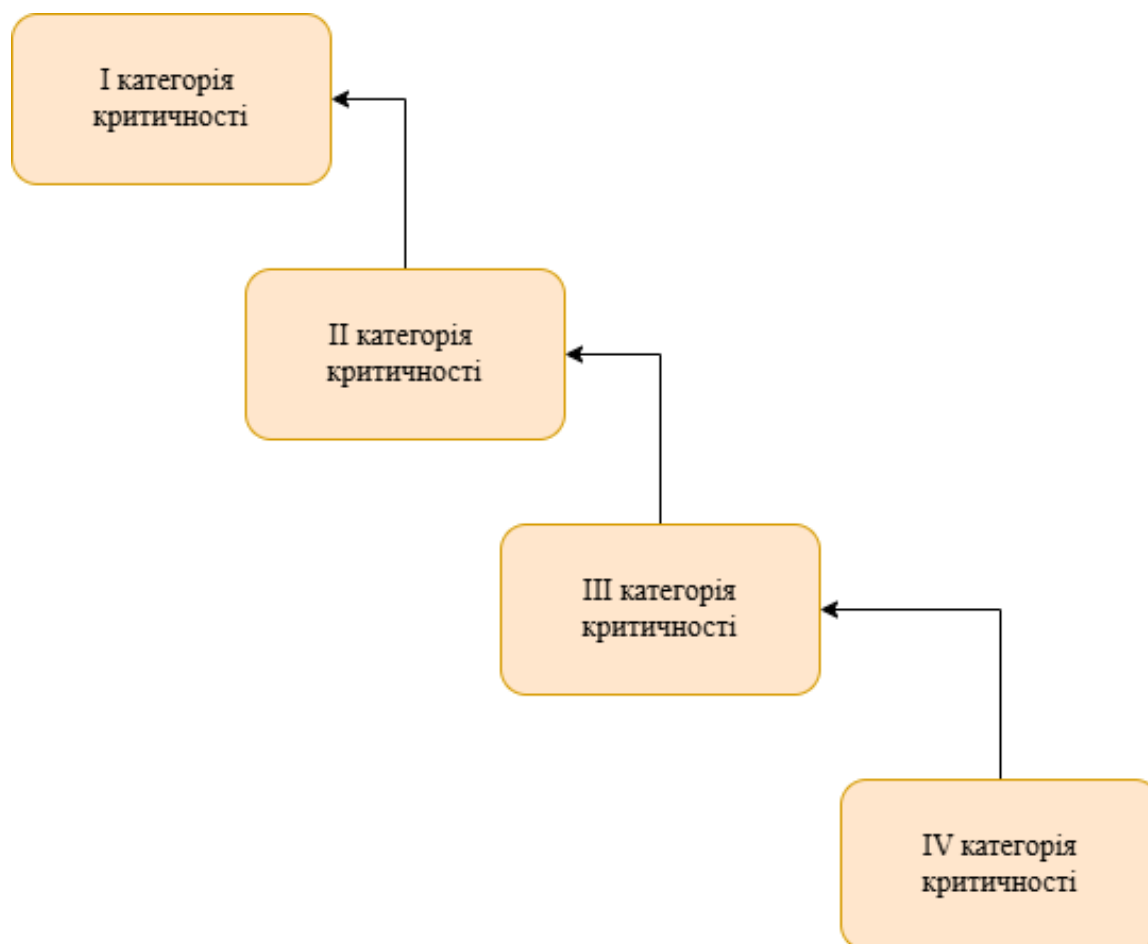 I категорія
критичності
II категорія
критичності
III категорія
критичності
IV категорія
критичності